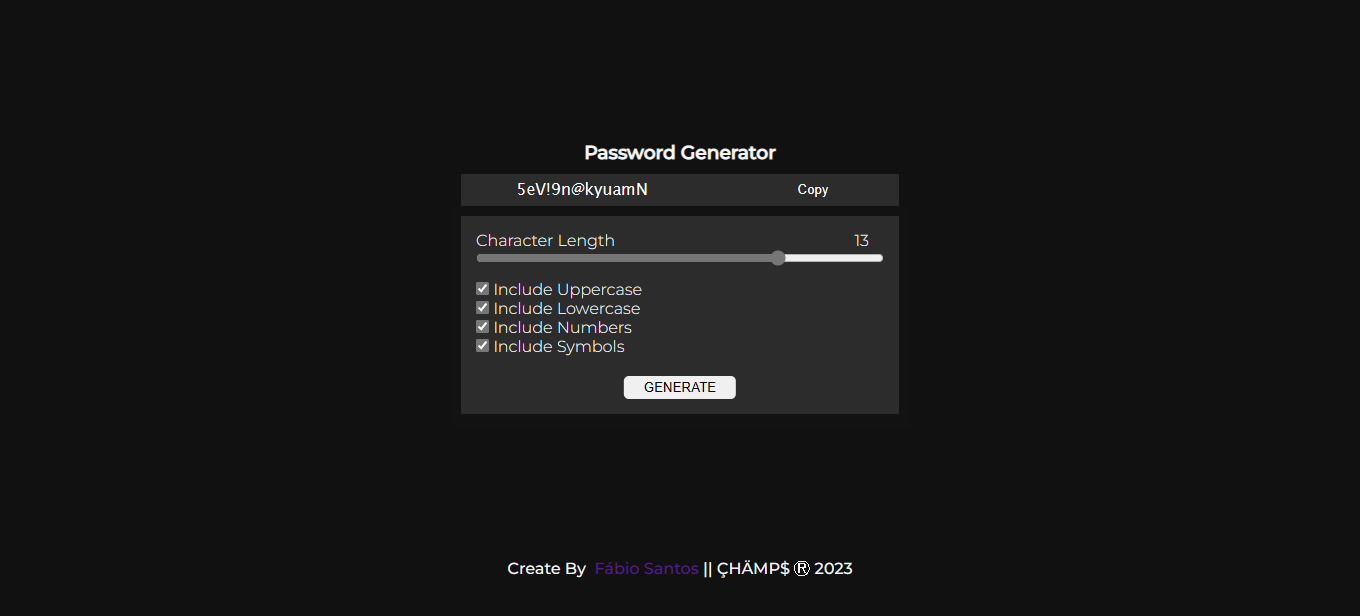 Password Generator
5eV!9n@kyuamN Copy
Character Length 13
Include Uppercase
Include Lowercase
Include Numbers
Include Symbols
GENERATE
Create By Fábio Santos || ÇHÄMP$ ® 2023